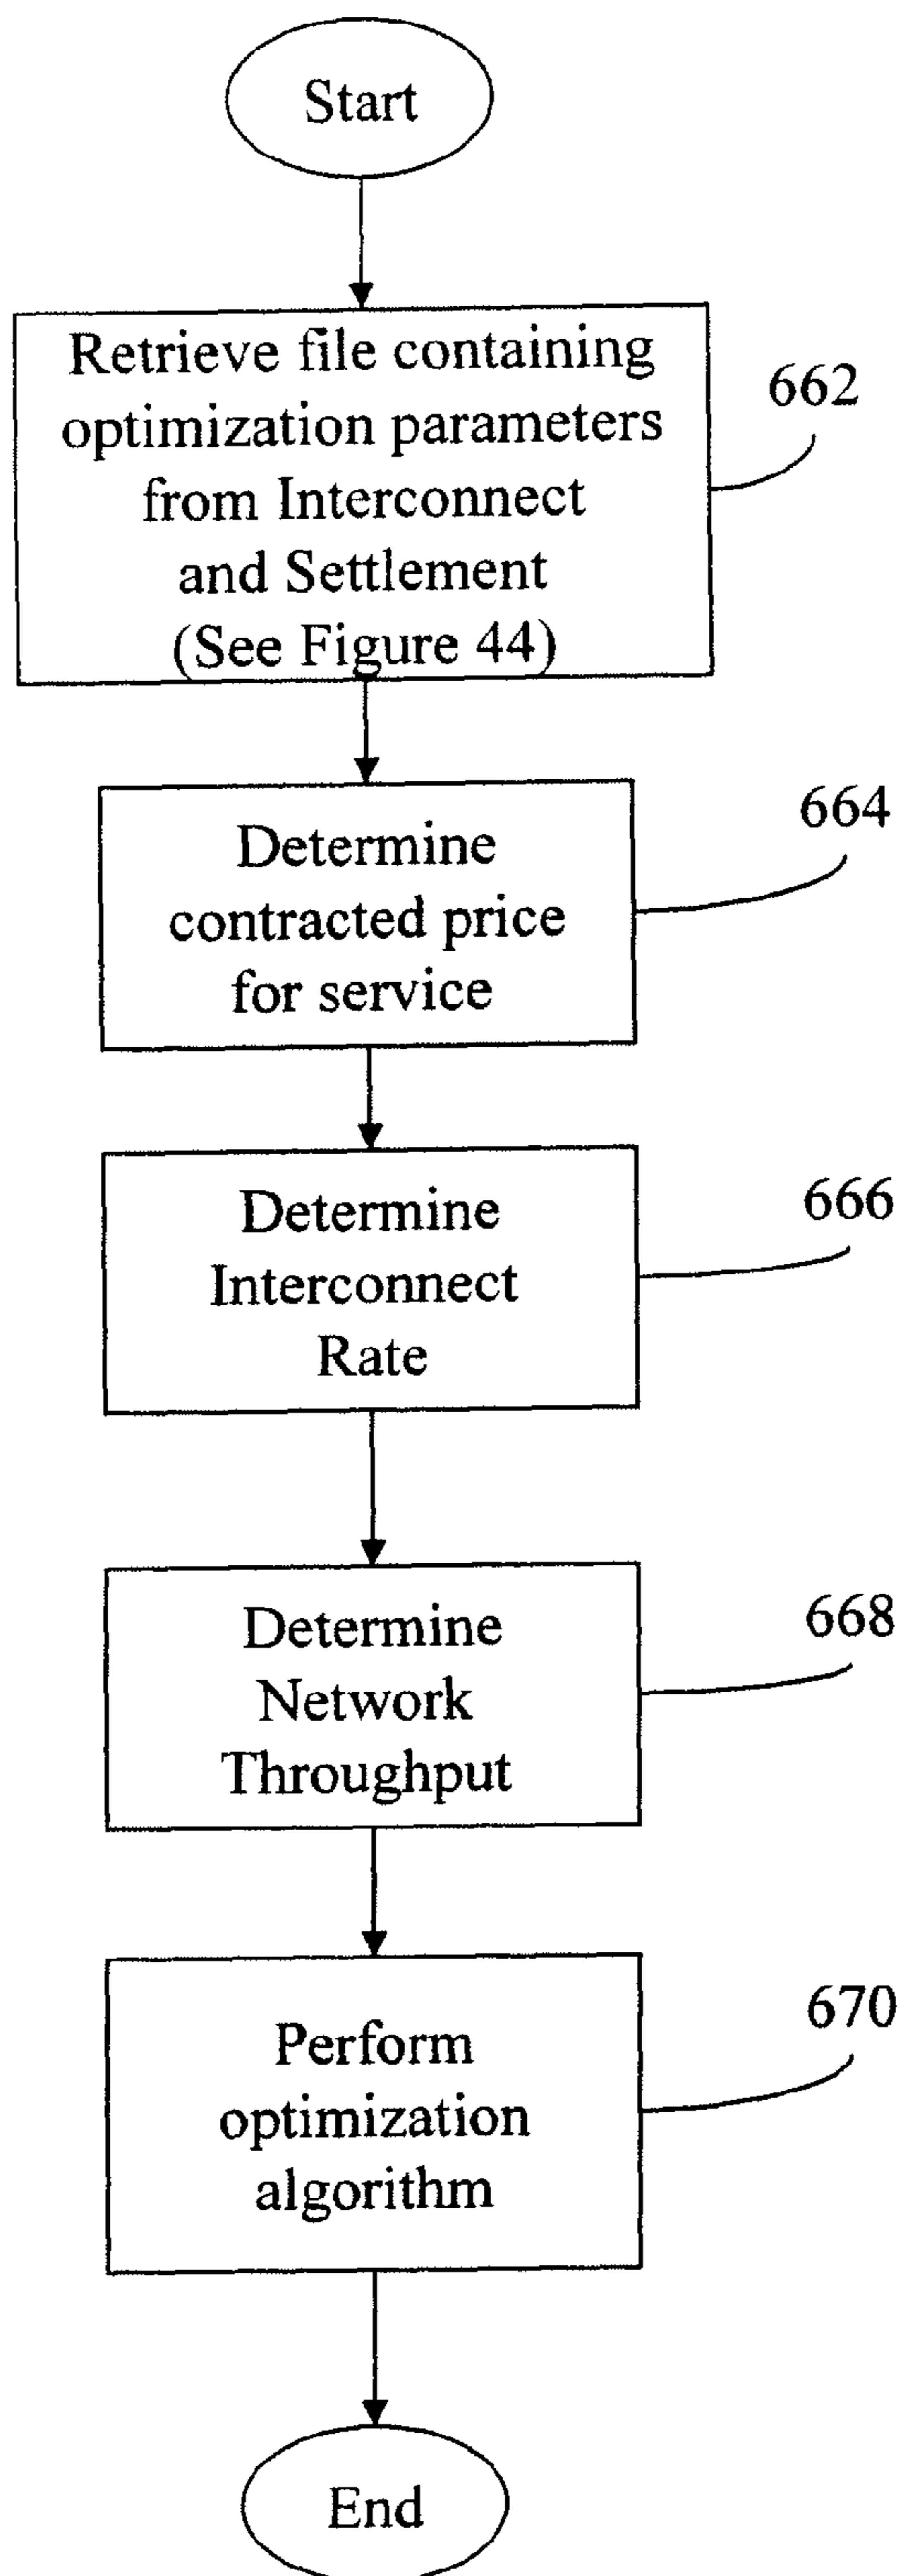 Start
Retrieve file containing
optimization parameters
from Interconnect
and Settlement
(See Figure 44)
662
Determine
contracted price
for service
664
Determine
Interconnect
Rate
666
Determine
Network
Throughput
668
Perform
optimization
algorithm
670
End